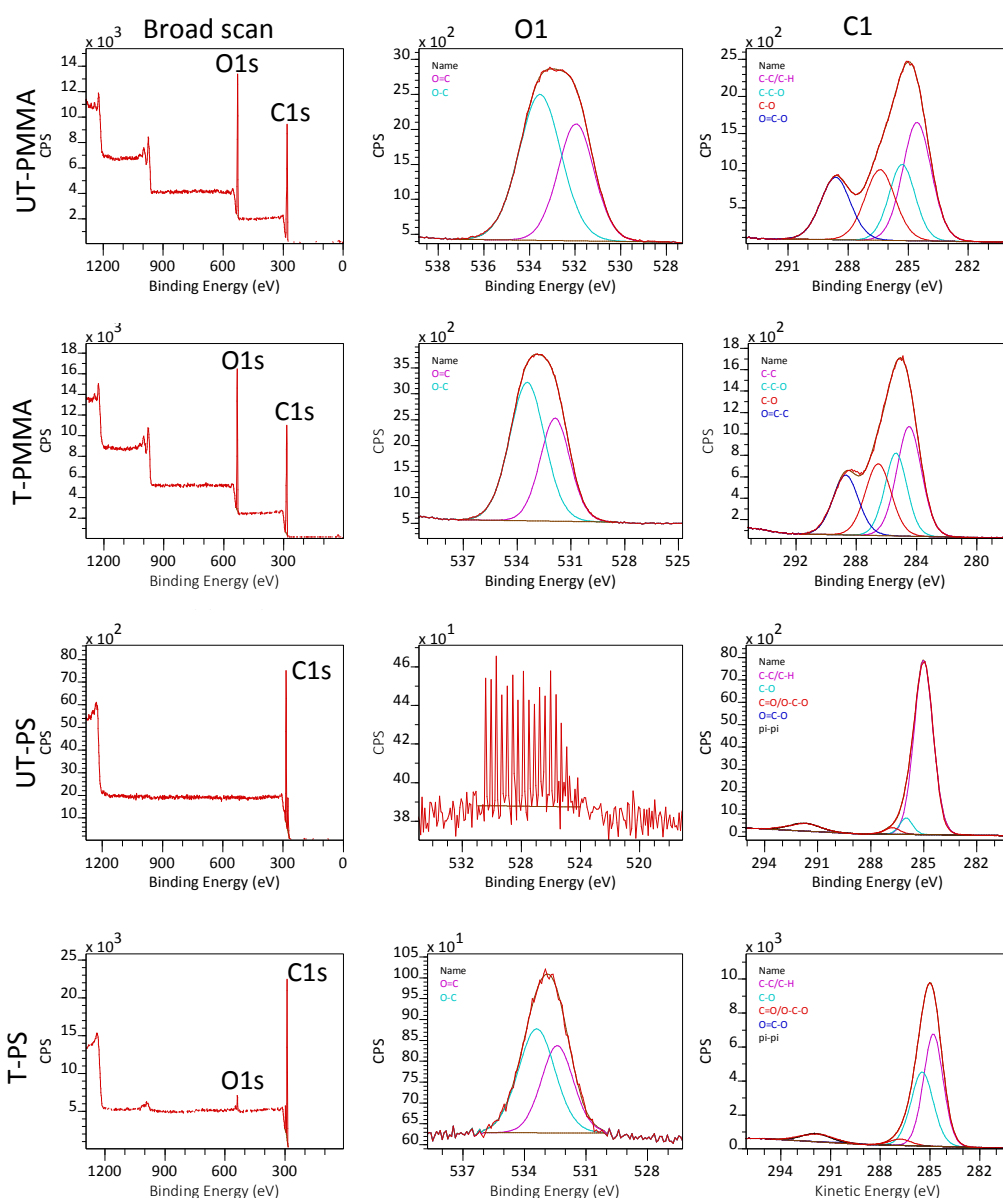 Broad scan O1 C1
UT-PMMA
x 10³
14
12
10
8
6
4
2
CPS
O1s
C1s
1200 900 600 300 0
Binding Energy (eV)
x 10²
30
25
20
15
10
5
CPS
Name
O=C
O-C
538 536 534 532 530 528
Binding Energy (eV)
x 10²
25
20
15
10
5
0
CPS
Name
C-C/C-H
C-C-O
C-O
O=C-O
291 288 285 282
Binding Energy (eV)
T-PMMA
x 10³
18
16
14
12
10
8
6
4
2
CPS
O1s
C1s
1200 900 600 300 0
Binding Energy (eV)
x 10²
35
30
25
20
15
10
5
CPS
Name
O=C
O-C
537 534 531 528 525
Binding Energy (eV)
x 10²
18
16
14
12
10
8
6
4
2
CPS
Name
C-C
C-C-O
C-O
O=C-C
292 288 284 280
Binding Energy (eV)
UT-PS
x 10²
80
70
60
50
40
30
20
10
CPS
C1s
1200 900 600 300 0
Binding Energy (eV)
x 10¹
46
44
42
40
38
CPS
532 528 524 520
Binding Energy (eV)
x 10²
80
60
40
20
0
CPS
Name
C-C/C-H
C-O
C=O/O-C-O
O=C-O
pi-pi
294 291 288 285 282
Binding Energy (eV)
T-PS
x 10³
25
20
15
10
5
CPS
O1s
C1s
1200 900 600 300 0
Binding Energy (eV)
x 10¹
105
100
95
90
85
80
75
70
65
60
CPS
Name
O=C
O-C
537 534 531 528
Binding Energy (eV)
x 10³
10
8
6
4
2
0
CPS
Name
C-C/C-H
C-O
C=O/O-C-O
O=C-O
pi-pi
294 291 288 285 282
Kinetic Energy (eV)